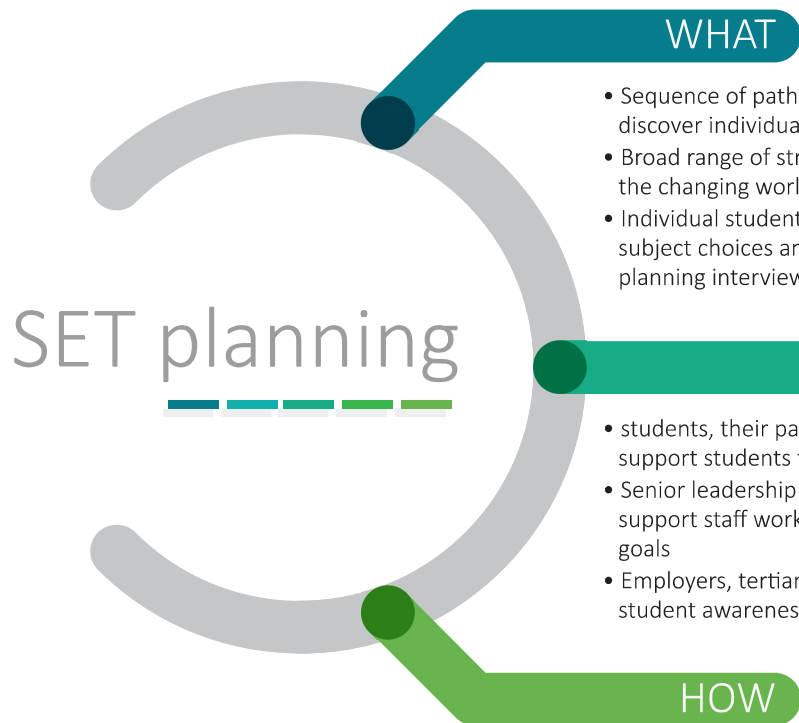 WHAT
• Sequence of path
discover individua
• Broad range of str
the changing worl
• Individual student
subject choices ar
planning interview
SET planning
• students, their pa
support students
• Senior leadership
support staff work
goals
• Employers, tertiar
student awarenes
HOW